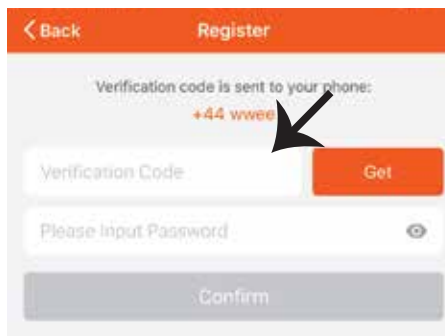 Back Register
Verification code is sent to your phone:
+44 wwee
Verification Code Get
Please Input Password
Confirm